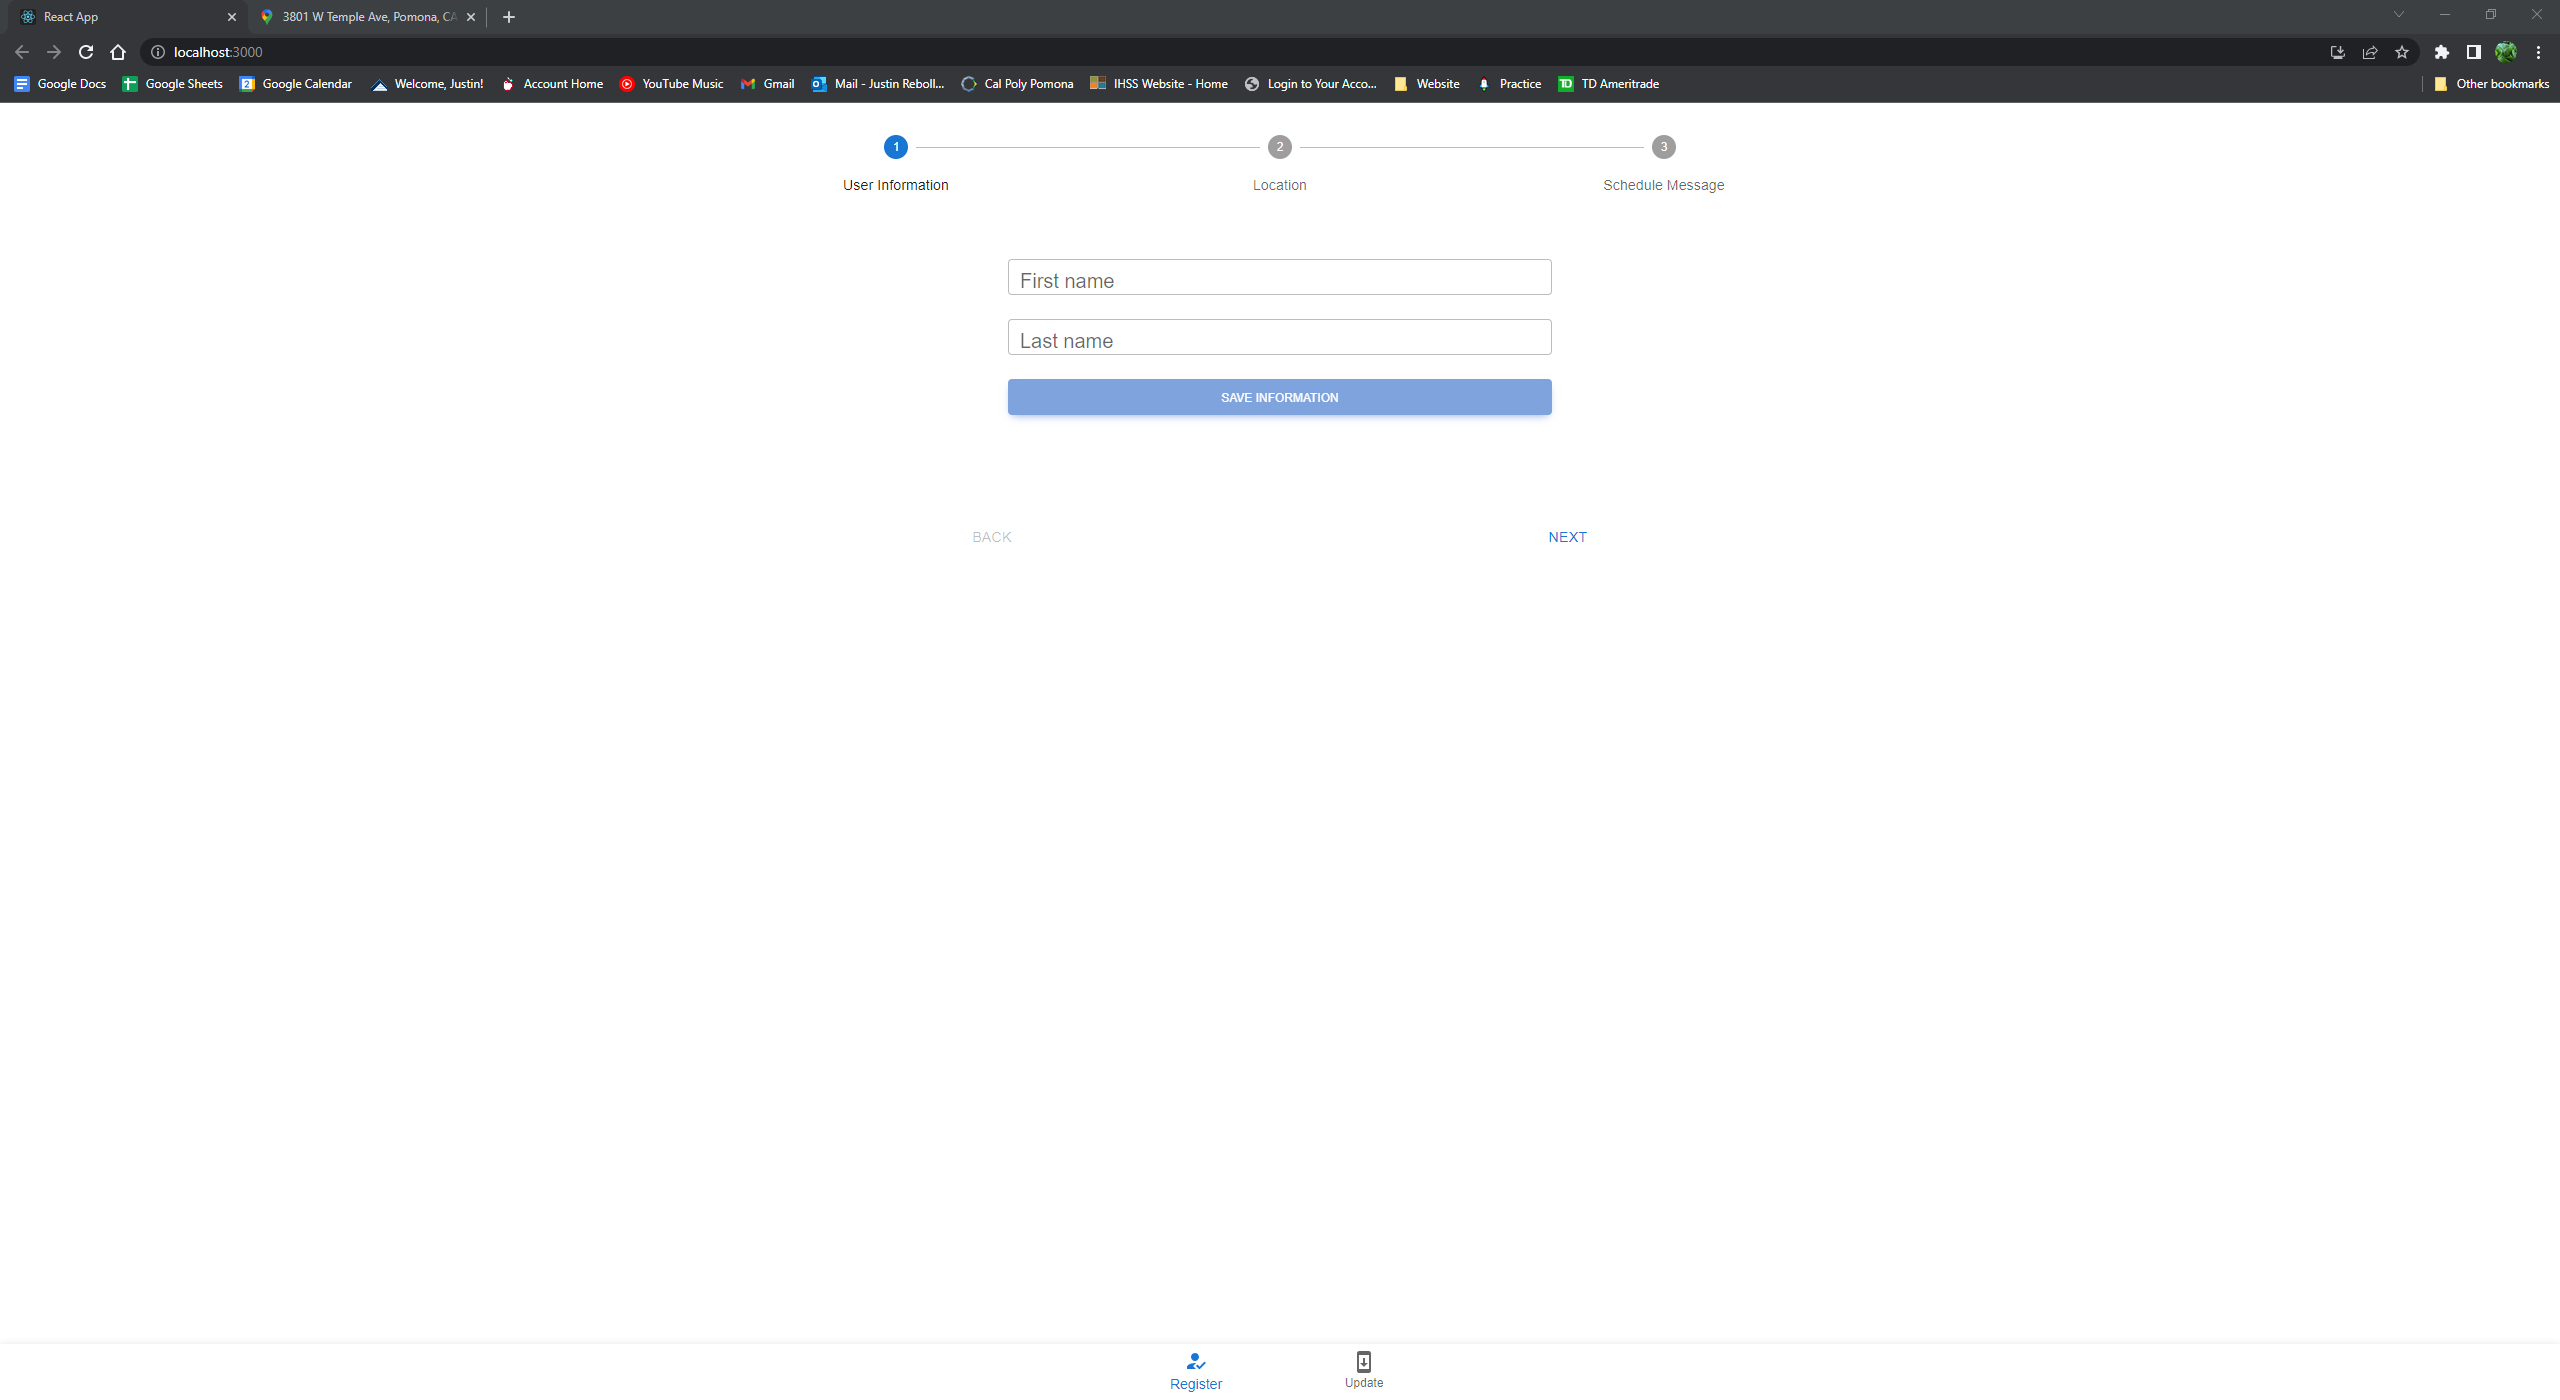 React App
3801 W Temple Ave, Pomona, CA
localhost:3000
Google Docs Google Sheets Google Calendar Welcome, Justin! Account Home YouTube Music Gmail Mail - Justin Reboll... Cal Poly Pomona IHSS Website - Home Login to Your Acco... Website Practice TD Ameritrade Other bookmarks
1 2 3
User Information Location Schedule Message
First name
Last name
SAVE INFORMATION
BACK NEXT
Register Update